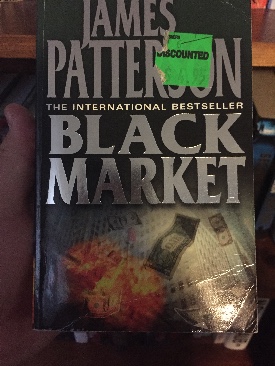 JAMES
PATTERSON
DISCOUNTED
THE INTERNATIONAL BESTSELLER
BLACK
MARKET